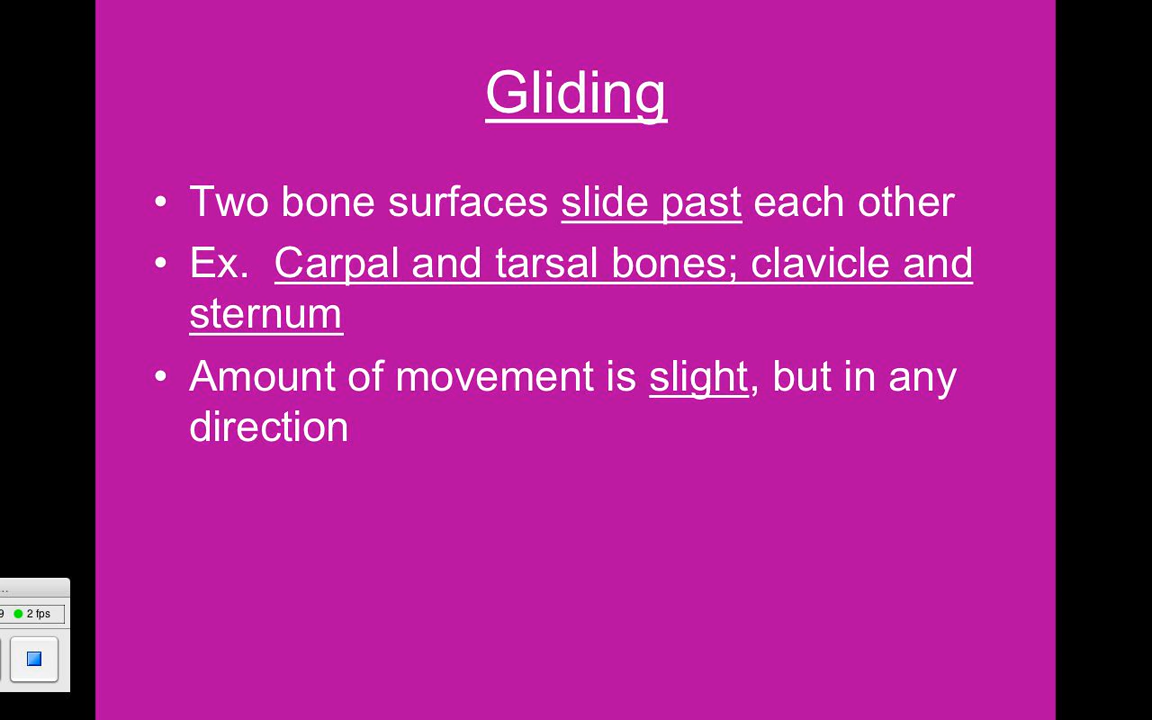 Gliding
• Two bone surfaces slide past each other
• Ex. Carpal and tarsal bones; clavicle and
sternum
• Amount of movement is slight, but in any
direction
...
9 2 fps